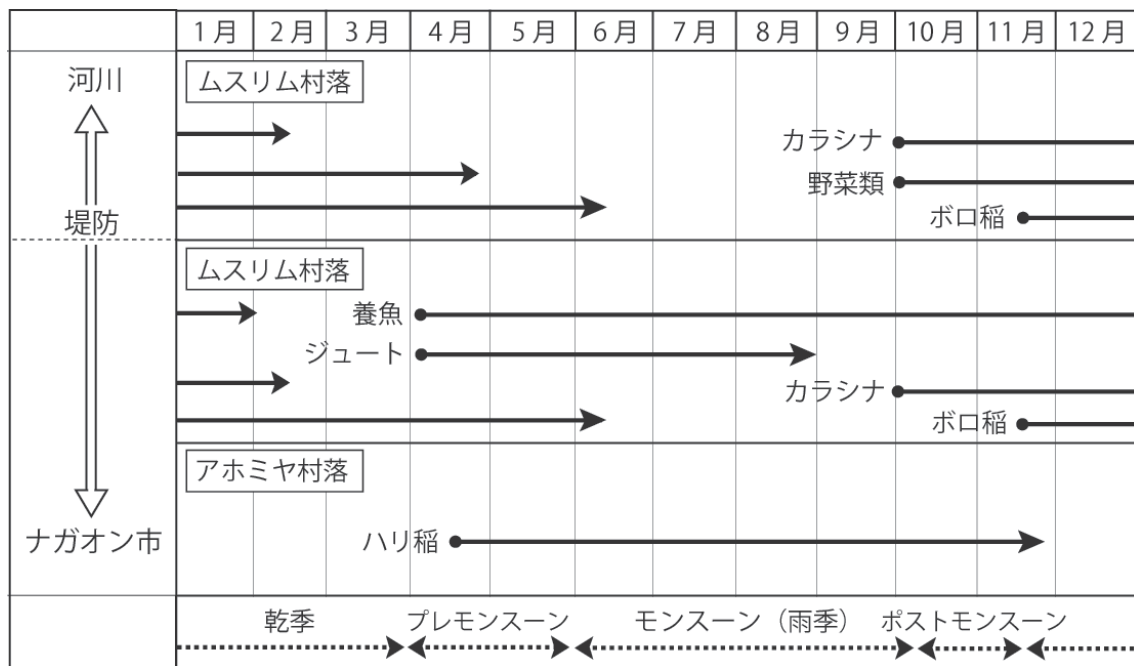 1月 2月 3月 4月 5月 6月 7月 8月 9月 10月 11月 12月
河川
ムスリム村落
カラシナ
野菜類
ボロ稲
堤防
ムスリム村落
養魚
ジュート
カラシナ
ボロ稲
アホミヤ村落
ナガオン市
ハリ稲
乾季 プレモンスーン モンスーン（雨季） ポストモンスーン